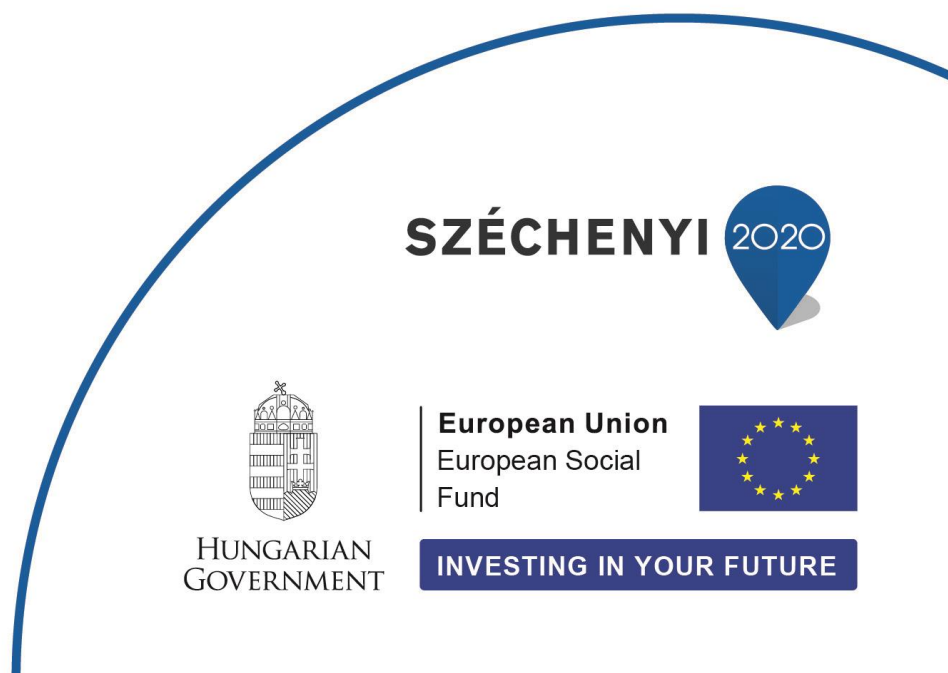 SZÉCHENYI 2020
HUNGARIAN
GOVERNMENT
European Union
European Social
Fund
INVESTING IN YOUR FUTURE